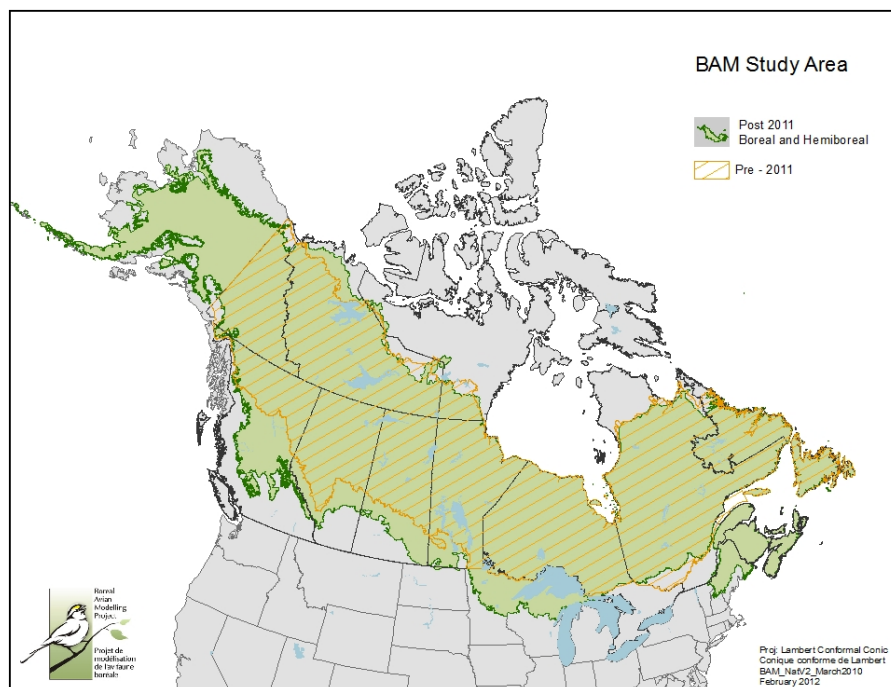 BAM Study Area
Post 2011
Boreal and Hemiboreal
Pre - 2011
Boreal
Avian
Modelling
Project
Projet de
modélisation
de l'avifaune
boréale
Proj: Lambert Conformal Conic
Conique conforme de Lambert
BAM_NatV2_March2010
February 2012